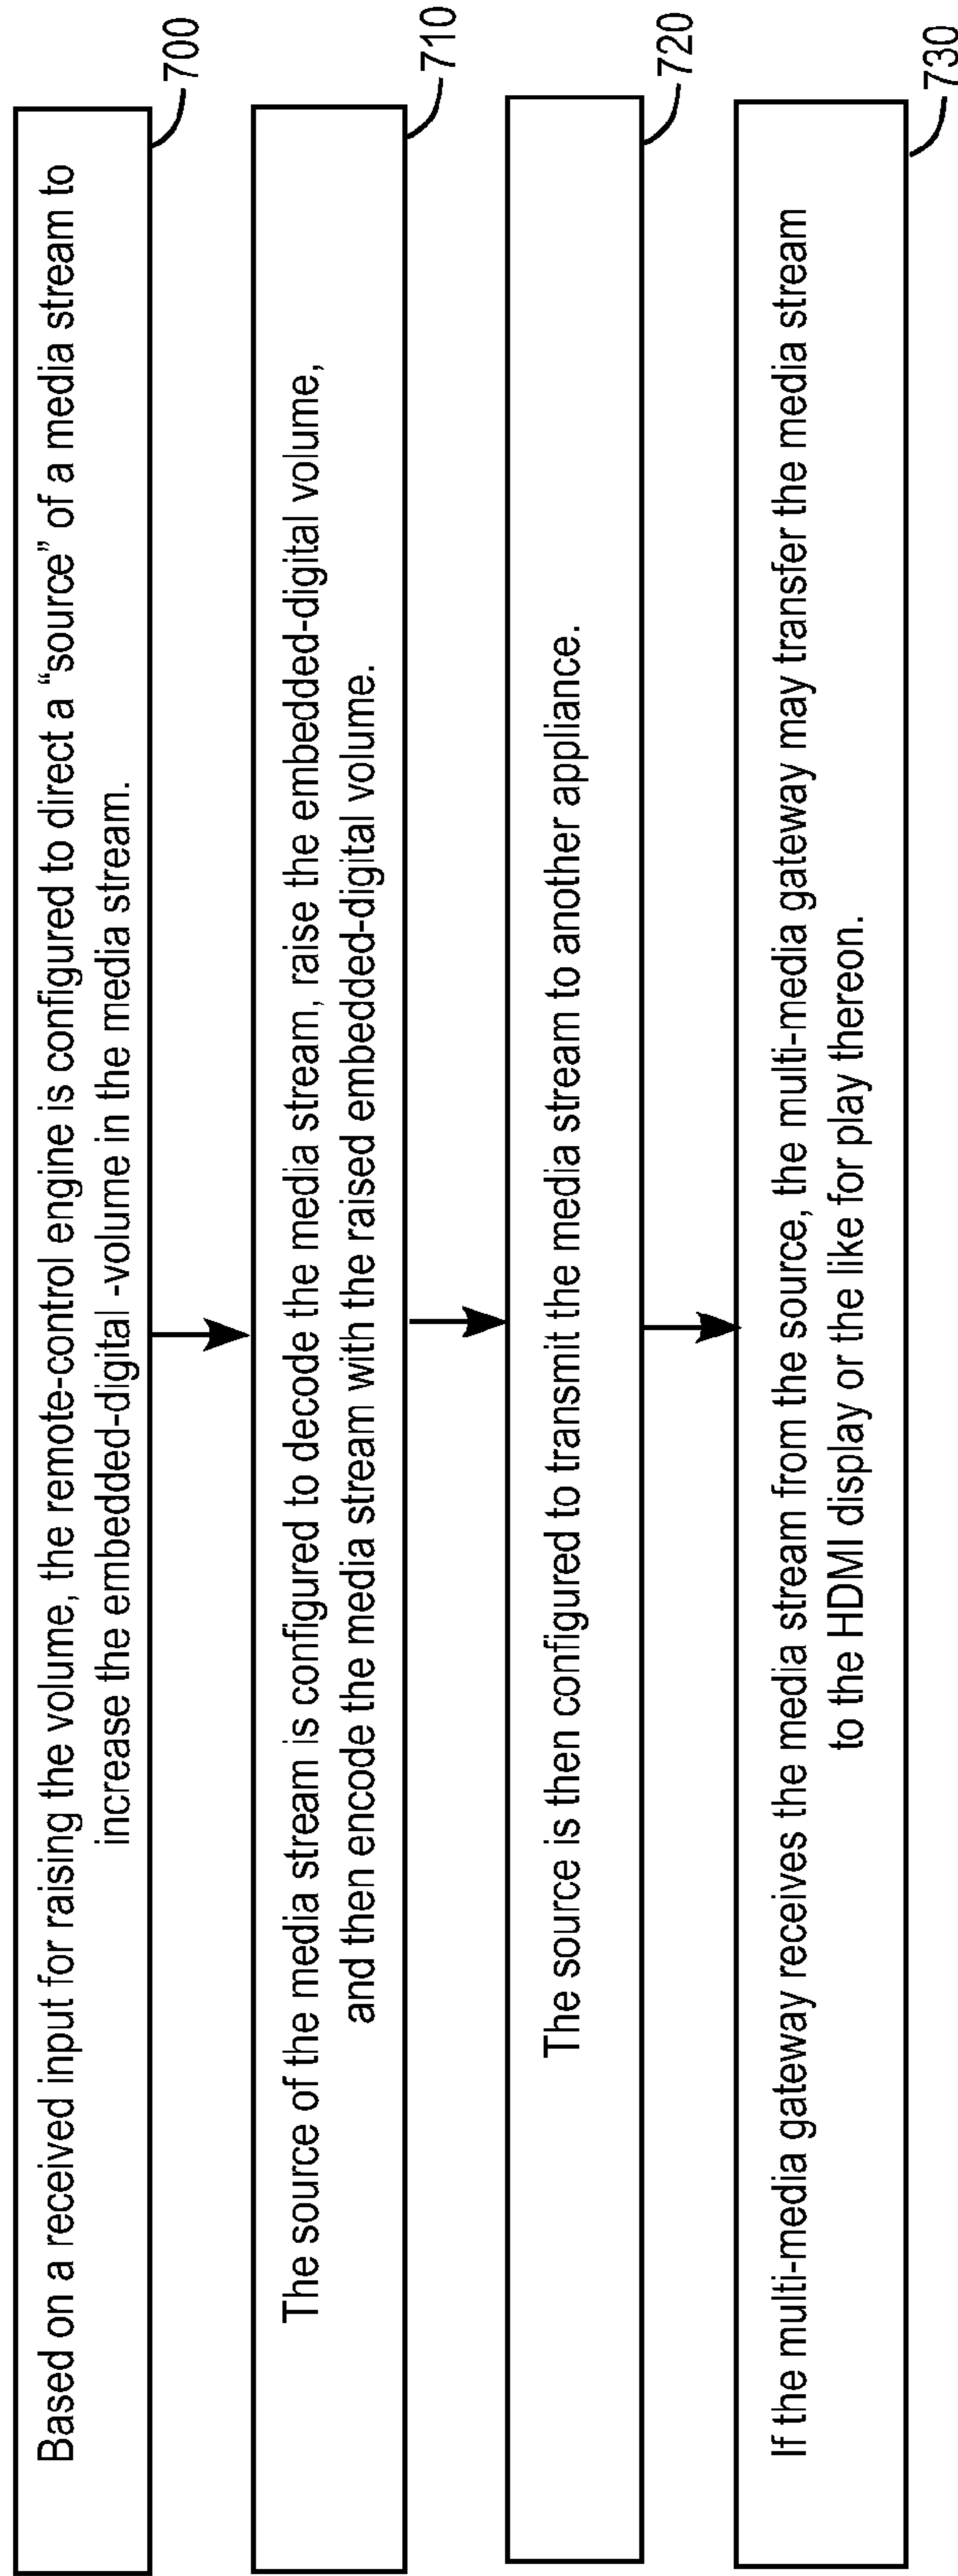 Based on a received input for raising the volume, the remote-control engine is configured to direct a “source” of a media stream to
increase the embedded-digital -volume in the media stream.
700
The source of the media stream is configured to decode the media stream, raise the embedded-digital volume,
and then encode the media stream with the raised embedded-digital volume.
710
The source is then configured to transmit the media stream to another appliance.
720
If the multi-media gateway receives the media stream from the source, the multi-media gateway may transfer the media stream
to the HDMI display or the like for play thereon.
730